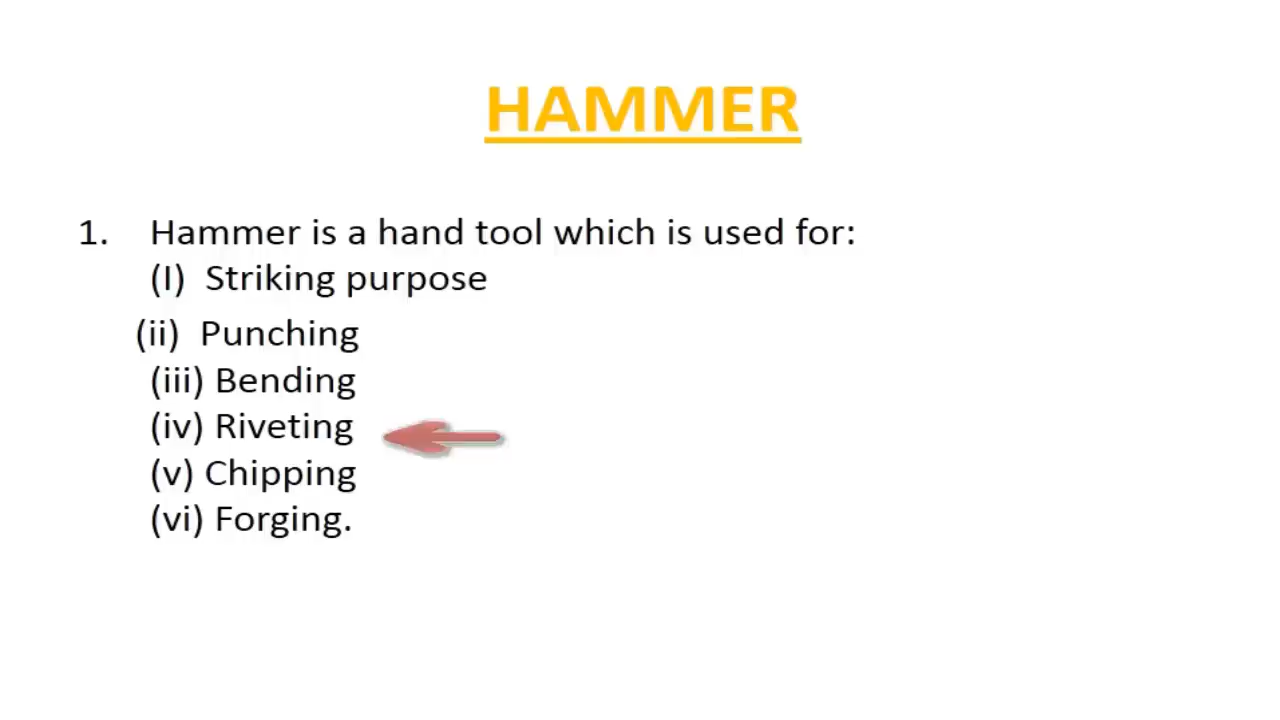 HAMMER
1. Hammer is a hand tool which is used for:
(I) Striking purpose
(ii) Punching
(iii) Bending
(iv) Riveting
(v) Chipping
(vi) Forging.